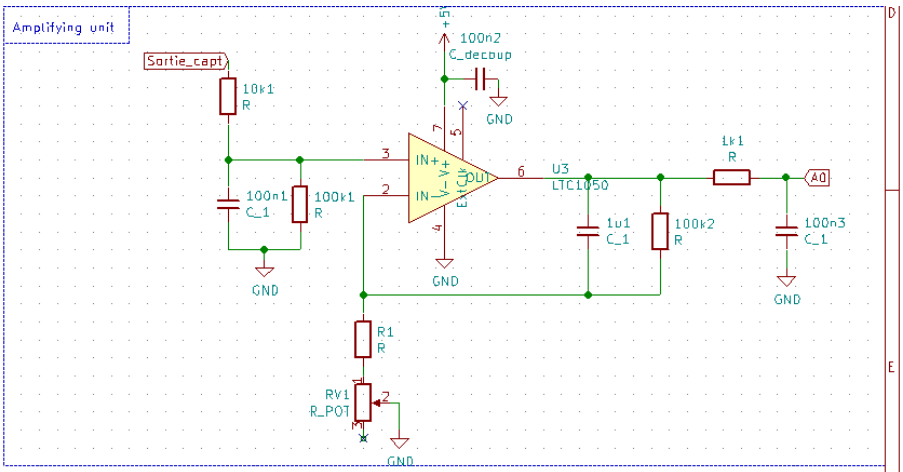 Amplifying unit
+5
D
100n2
C_decoup
Sortie_capt
10k1
R
GND
7
5
1k1
R
3
IN+
V+
6
U3
OUT
LTC1050
A0
2
IN-
V-
ExtClk
100n1
C_1
100k1
R
1u1
C_1
100k2
R
100n3
C_1
4
GND
GND
GND
R1
R
E
1
RV1
R_POT
2
3
GND